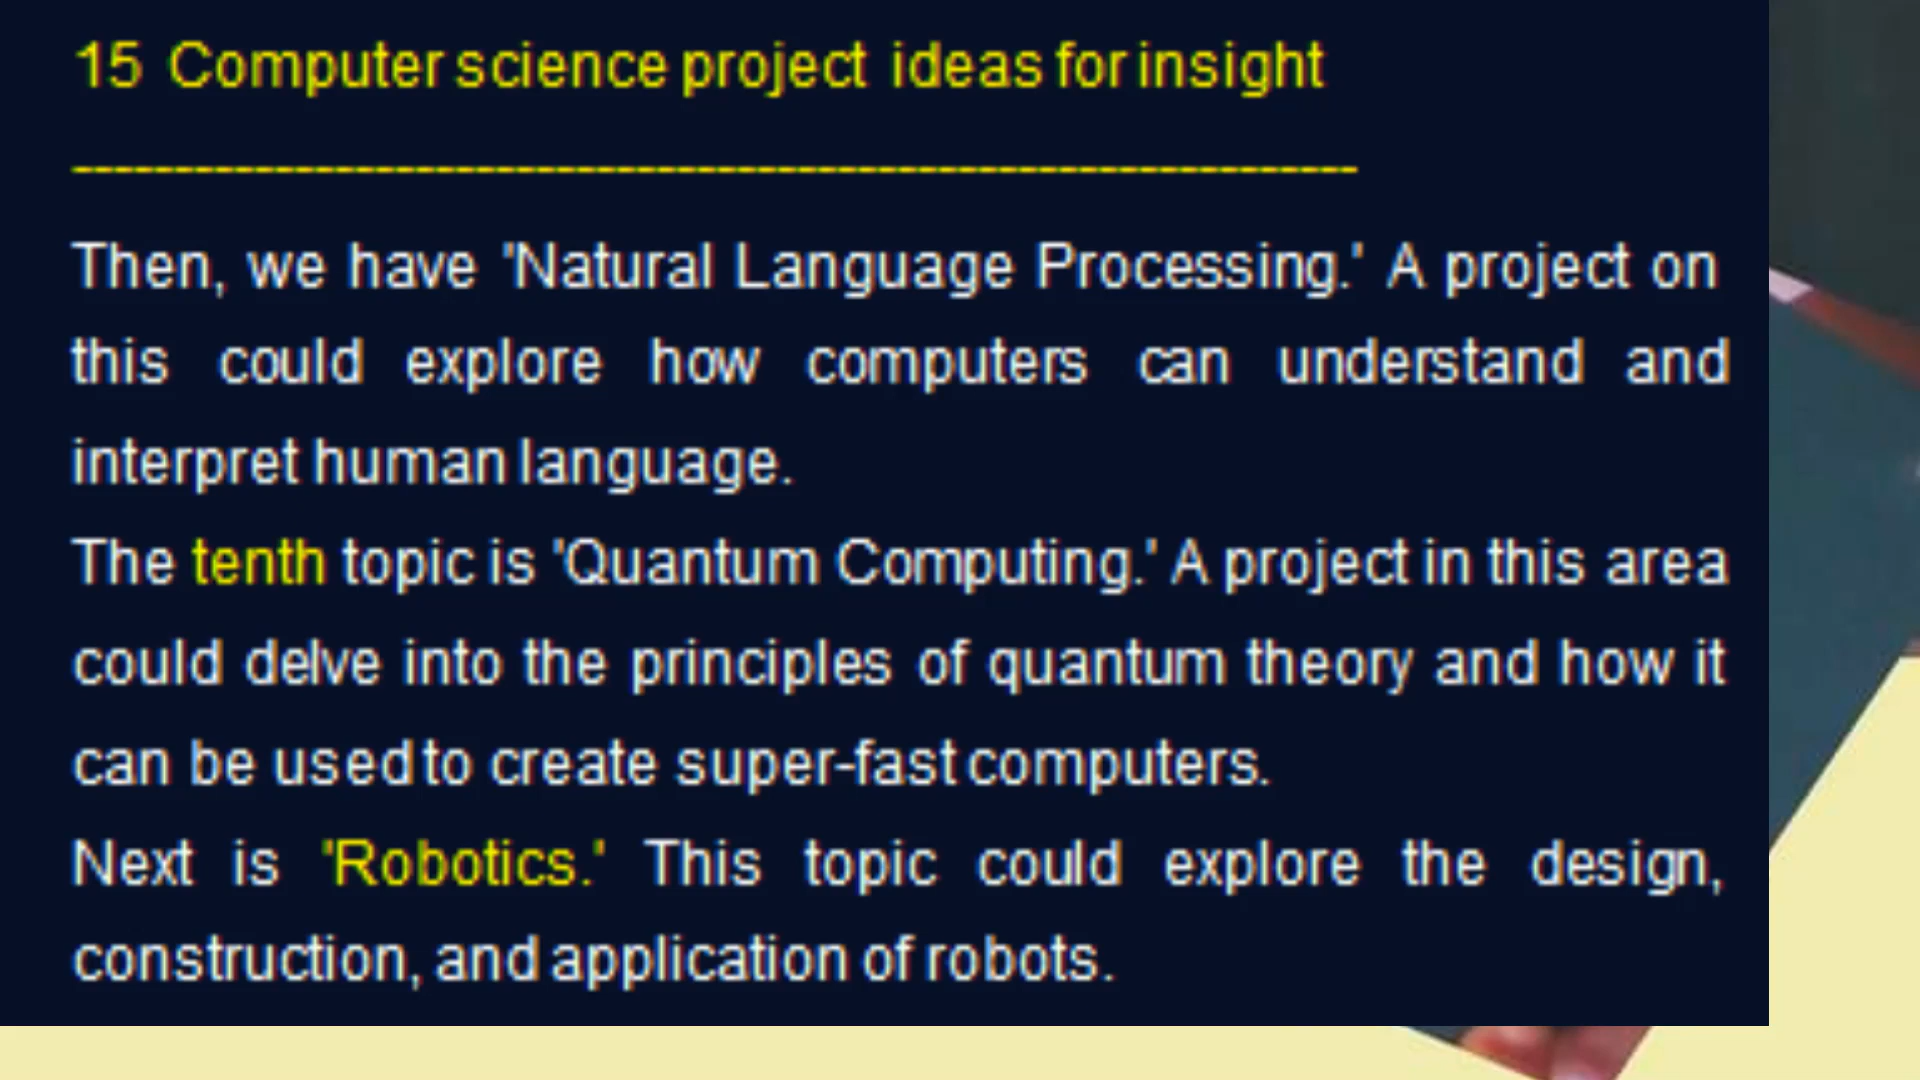 15 Computer science project ideas for insight
----------------------------------------------------------------
Then, we have 'Natural Language Processing.' A project on
this could explore how computers can understand and
interpret human language.
The tenth topic is 'Quantum Computing.' A project in this area
could delve into the principles of quantum theory and how it
can be used to create super-fast computers.
Next is 'Robotics.' This topic could explore the design,
construction, and application of robots.